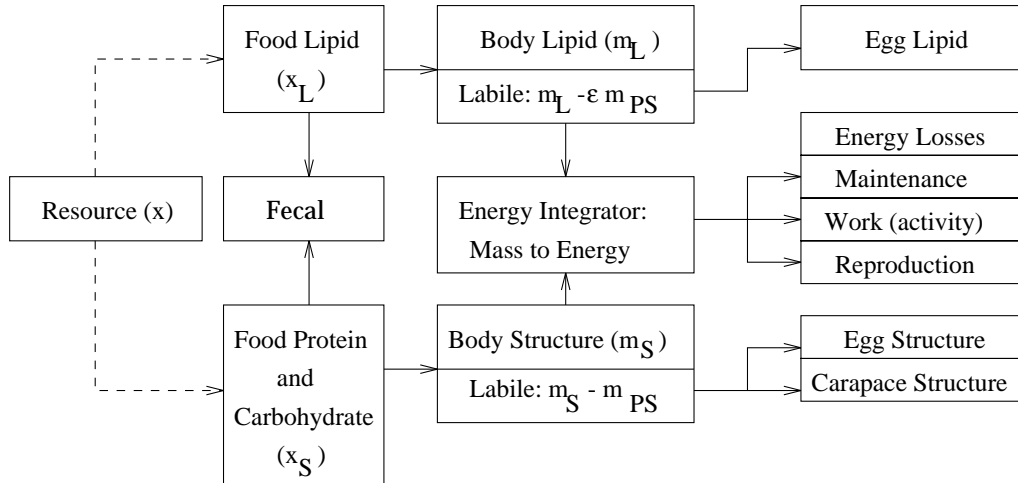 Resource (x)
Food Lipid
(x_L)
Fecal
Food Protein
and
Carbohydrate
(x_S)
Body Lipid (m_L)
Labile: m_L -ε m_PS
Energy Integrator:
Mass to Energy
Body Structure (m_S)
Labile: m_S - m_PS
Egg Lipid
Energy Losses
Maintenance
Work (activity)
Reproduction
Egg Structure
Carapace Structure